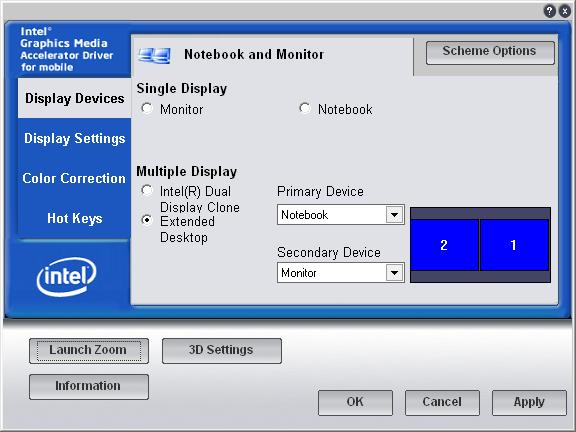 ? X
Intel®
Graphics Media
Accelerator Driver
for mobile
Notebook and Monitor
Scheme Options
Display Devices
Display Settings
Color Correction
Hot Keys
intel
Single Display
Monitor
Notebook
Multiple Display
Intel(R) Dual
Display Clone
Extended
Desktop
Primary Device
Notebook
Secondary Device
Monitor
2 1
Launch Zoom
3D Settings
Information
OK
Cancel
Apply